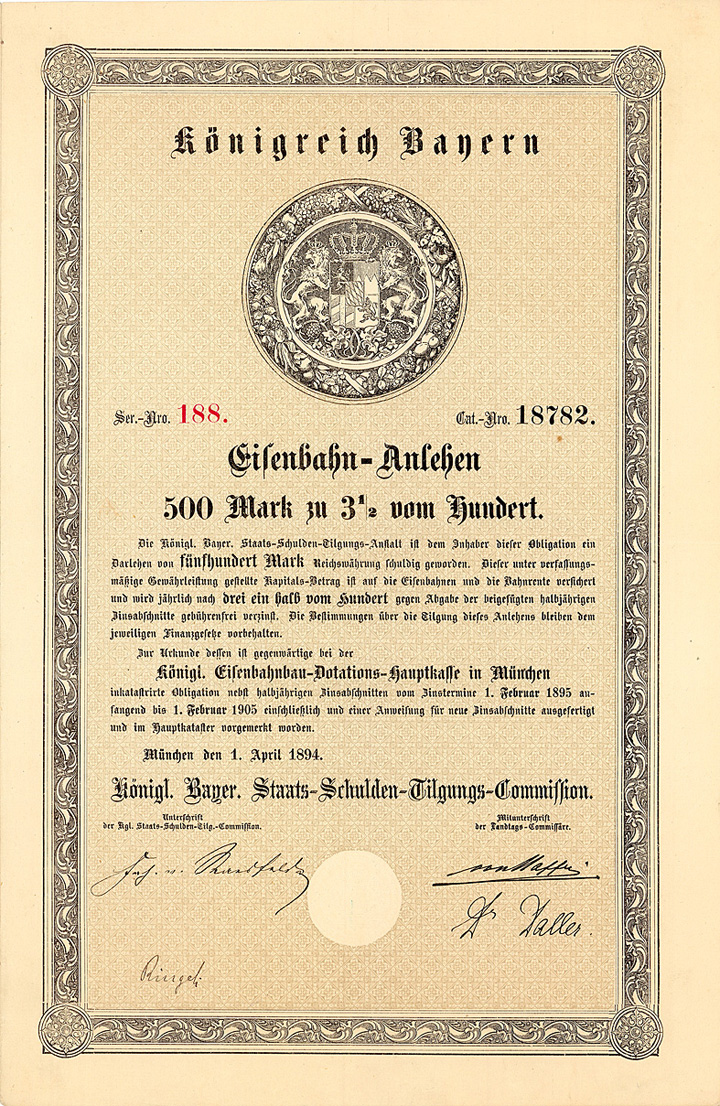 Königreich Bayern
Ser.-Nro. 188.
Cat.-Nro. 18782.
Eisenbahn-Anlehen
500 Mark zu 3 1/2 vom Hundert.
Die Königl. Bayer. Staats-Schulden-Tilgungs-Anstalt ist dem Inhaber dieser Obligation ein
Darlehen von fünfhundert Mark Reichswährung schuldig geworden. Dieser unter verfassungs-
mäßige Gewährleistung gestellte Kapitals-Betrag ist auf die Eisenbahnen und die Bahnrente versichert
und wird jährlich nach drei ein halb vom Hundert gegen Abgabe der beigefügten halbjährigen
Zinsabschnitte gebührenfrei verzinst. Die Bestimmungen über die Tilgung dieses Anlehens bleiben dem
jeweiligen Finanzgesetze vorbehalten.
Zur Urkunde dessen ist gegenwärtige bei der
Königl. Eisenbahnbau-Dotations-Hauptkasse in München
inkatastrirte Obligation nebst halbjährigen Zinsabschnitten vom Zinstermine 1. Februar 1895 an-
fangend bis 1. Februar 1905 einschließlich und einer Anweisung für neue Zinsabschnitte ausgefertigt
und im Hauptkataster vorgemerkt worden.
München den 1. April 1894.
Königl. Bayer. Staats-Schulden-Tilgungs-Commission.
Unterschrift
der Kgl. Staats-Schulden-Tilg.-Commission.
Mitunterschrift
der Landtags-Commissäre.
von Maffei
Dr Daller.